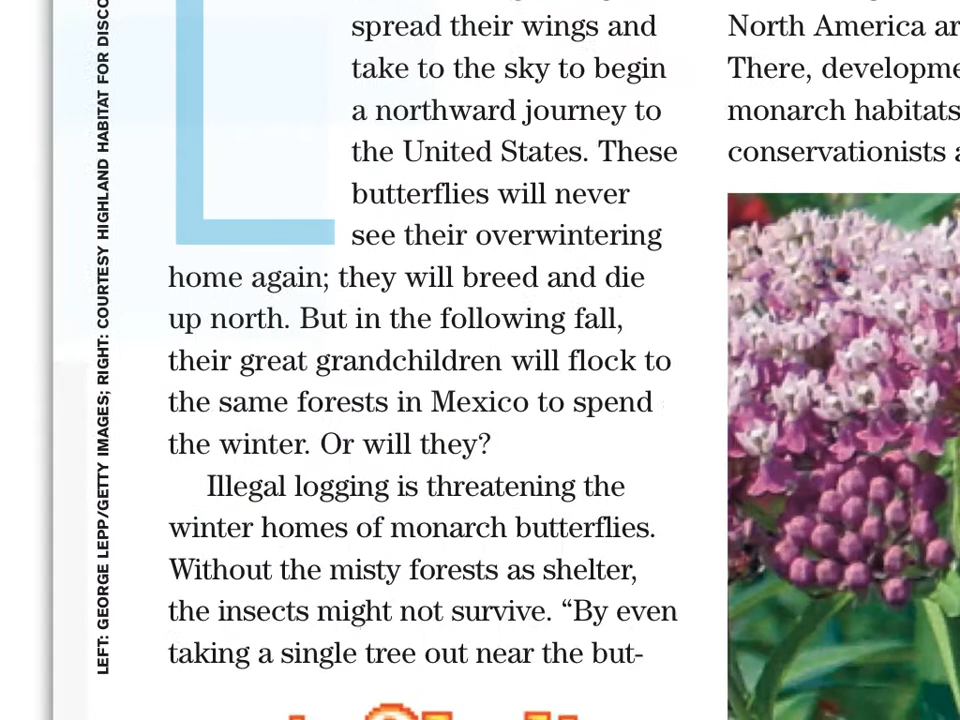 LEFT: GEORGE LEPP/GETTY IMAGES; RIGHT: COURTESY HIGHLAND HABITAT FOR
spread their wings and
take to the sky to begin
a northward journey to
the United States. These
butterflies will never
see their overwintering
home again; they will breed and die
up north. But in the following fall,
their great grandchildren will flock to
the same forests in Mexico to spend
the winter. Or will they?
Illegal logging is threatening the
winter homes of monarch butterflies.
Without the misty forests as shelter,
the insects might not survive. “By even
taking a single tree out near the but-
North America
There,
monarch habitats
conservationists